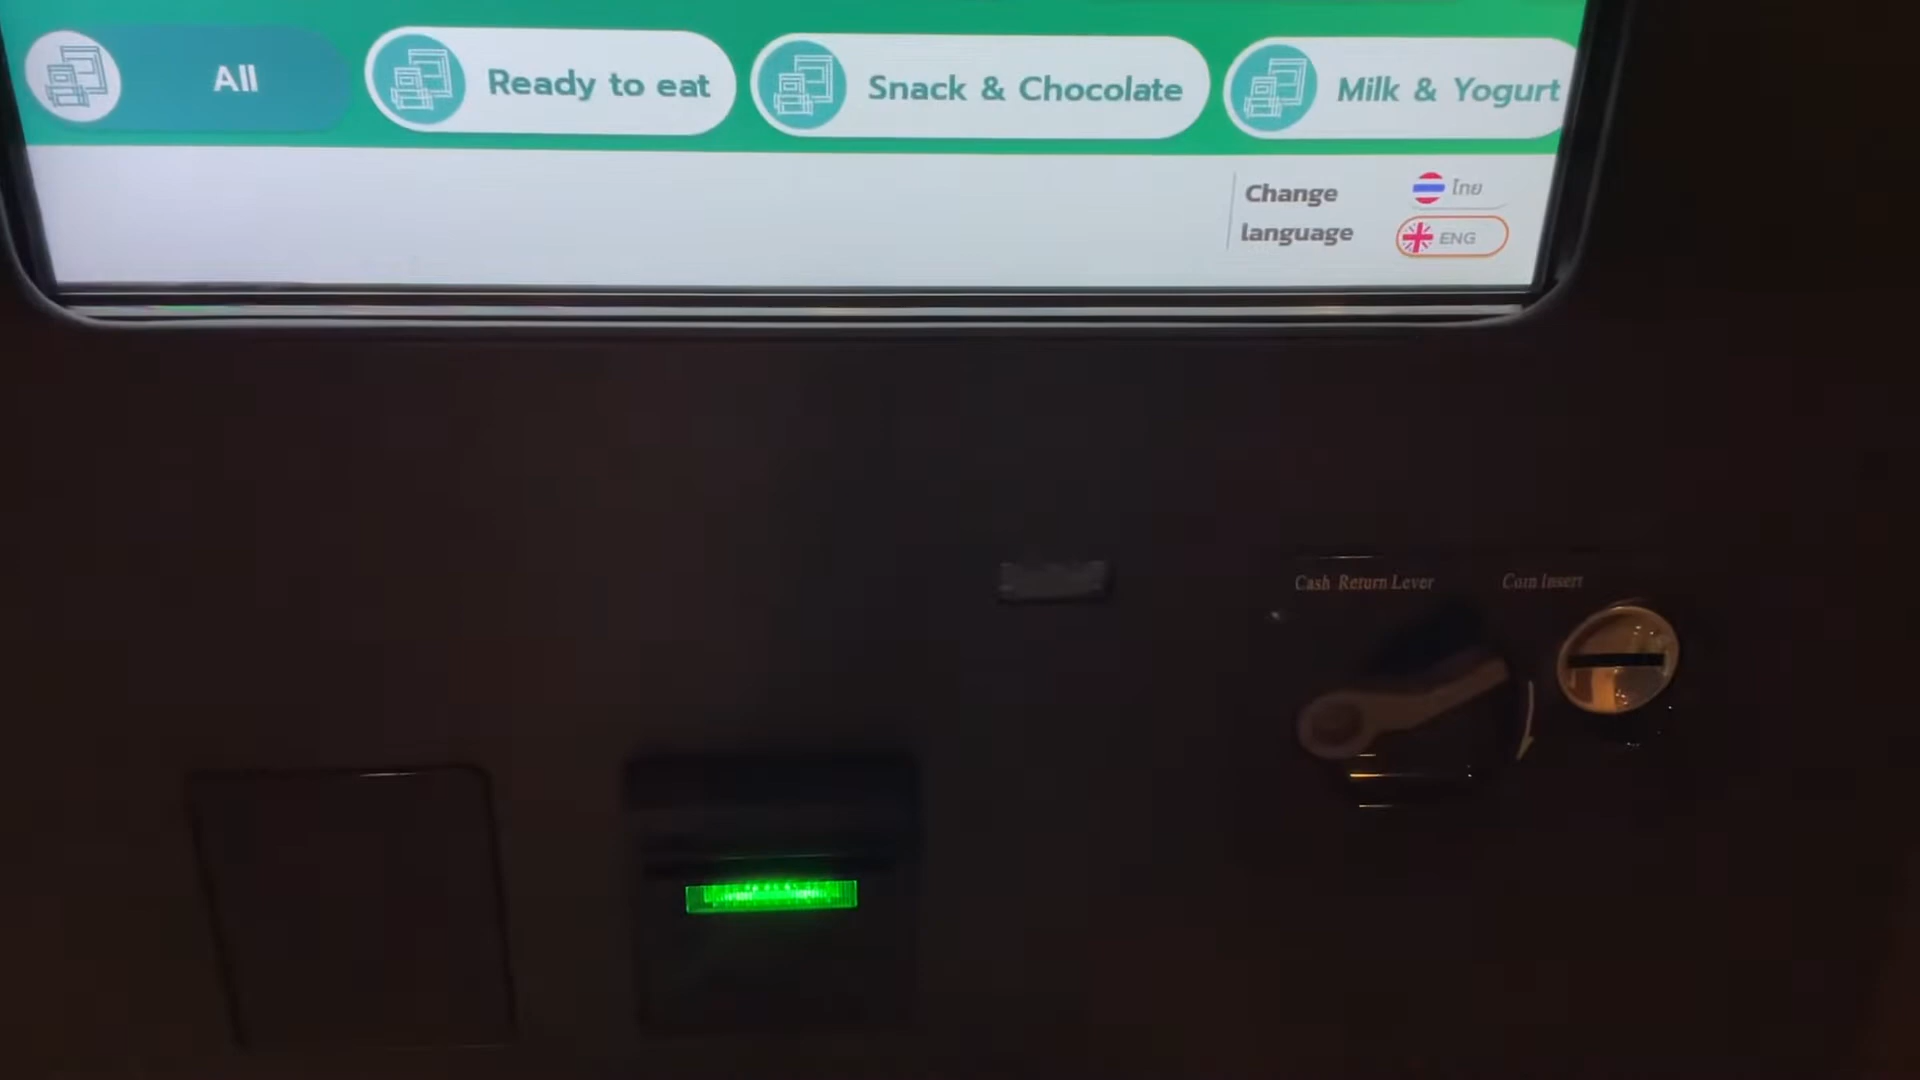 All
Ready to eat
Snack & Chocolate
Milk & Yogurt
Change
language
ไทย
ENG
Cash Return Lever
Coin Insert